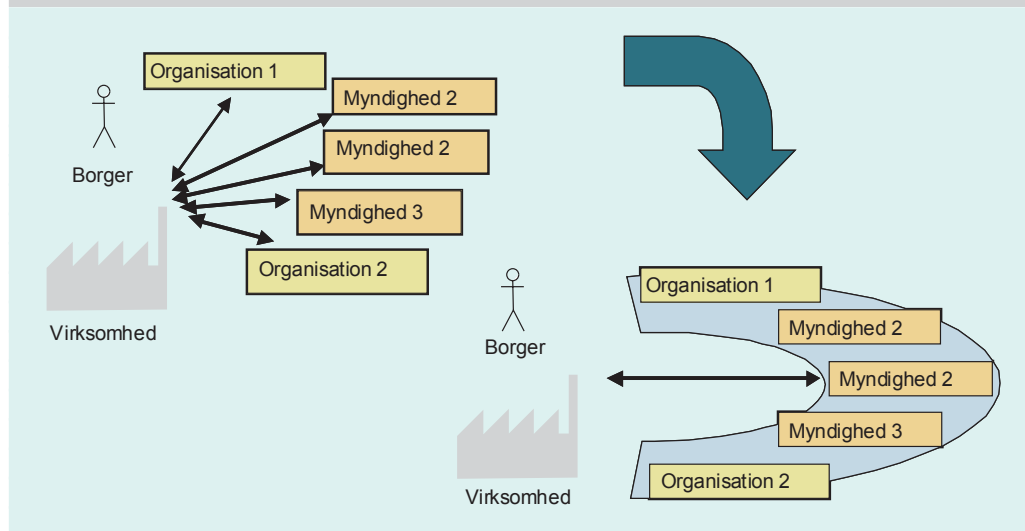 Organisation 1
Myndighed 2
Myndighed 2
Borger
Myndighed 3
Organisation 2
Virksomhed
Organisation 1
Myndighed 2
Borger
Myndighed 2
Myndighed 3
Organisation 2
Virksomhed